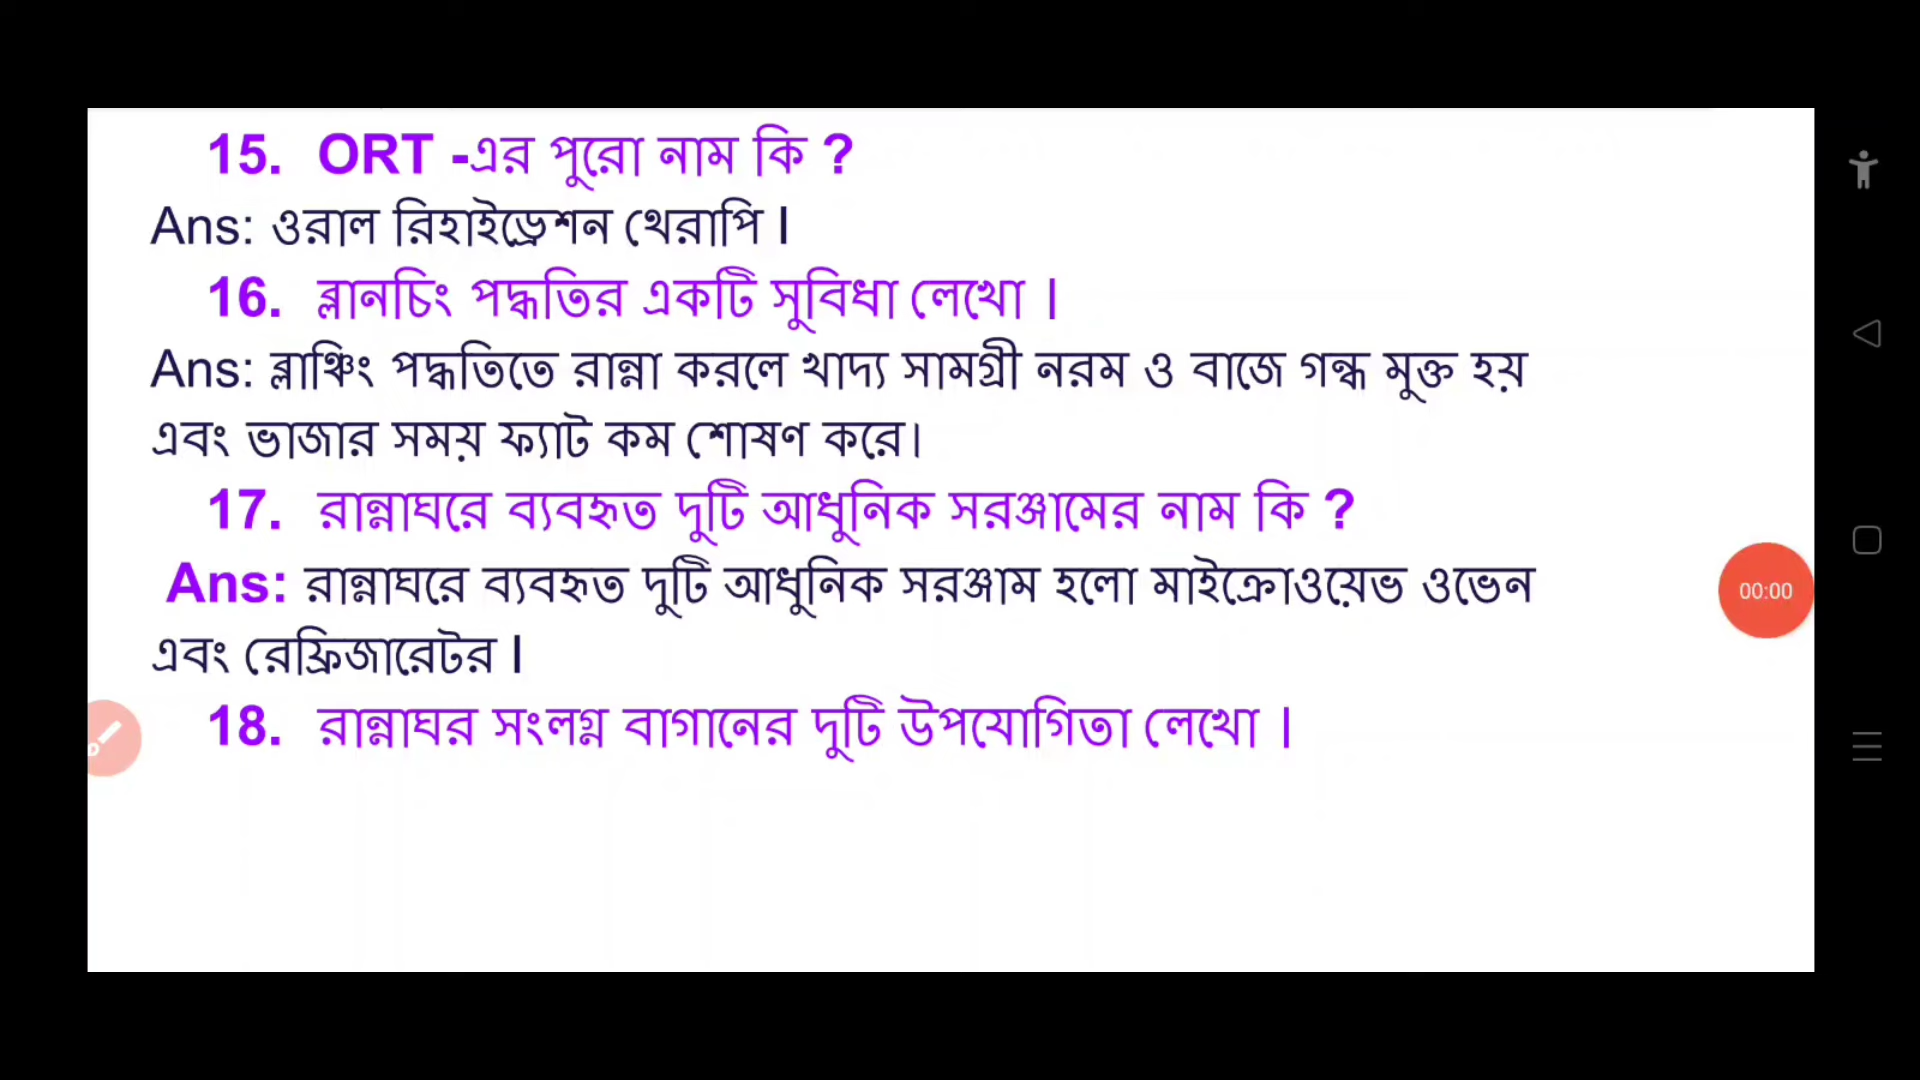 15. ORT -এর পুরো নাম কি ?
Ans: ওরাল রিহাইড্রেশন থেরাপি l
16. ব্লানচিং পদ্ধতির একটি সুবিধা লেখো ।
Ans: ব্লাঞ্চিং পদ্ধতিতে রান্না করলে খাদ্য সামগ্রী নরম ও বাজে গন্ধ মুক্ত হয়
এবং ভাজার সময় ফ্যাট কম শোষণ করে।
17. রান্নাঘরে ব্যবহৃত দুটি আধুনিক সরঞ্জামের নাম কি ?
Ans: রান্নাঘরে ব্যবহৃত দুটি আধুনিক সরঞ্জাম হলো মাইক্রোওয়েভ ওভেন
এবং রেফ্রিজারেটর l
00:00
18. রান্নাঘর সংলগ্ন বাগানের দুটি উপযোগিতা লেখো ।